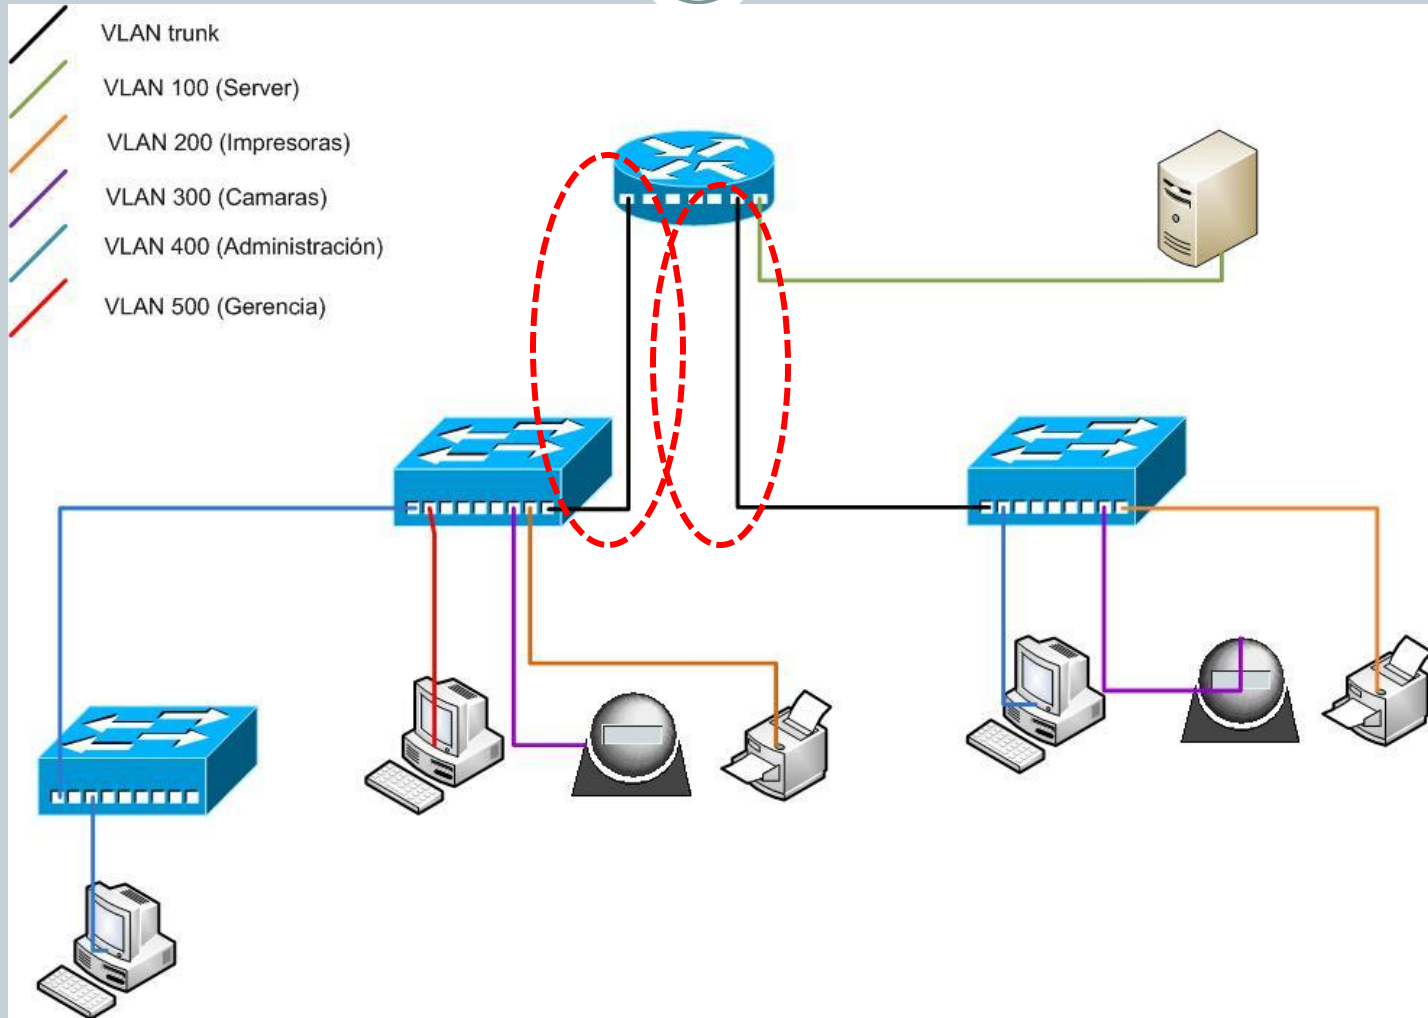 VLAN trunk
VLAN 100 (Server)
VLAN 200 (Impresoras)
VLAN 300 (Camaras)
VLAN 400 (Administración)
VLAN 500 (Gerencia)